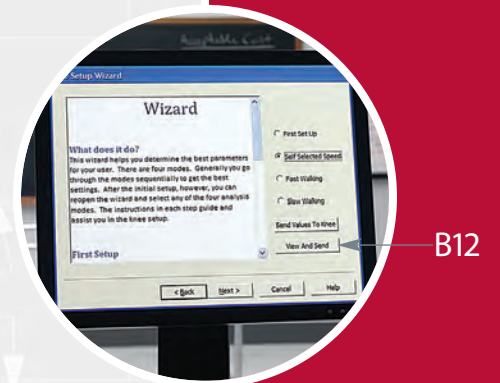 Acceptable Cost
Setup Wizard
Wizard
What does it do?
This wizard helps you determine the best parameters
for your user. There are four modes. Generally you go
through the modes sequentially to get the best
settings. After the initial setup, however, you can
reopen the wizard and select any of the four analysis
modes. The instructions in each step guide and
assist you in the knee setup.
First Setup
First Set Up
Self Selected Speed
Fast Walking
Slow Walking
Send Values To Knee
View And Send
B12
< Back
Next >
Cancel
Help